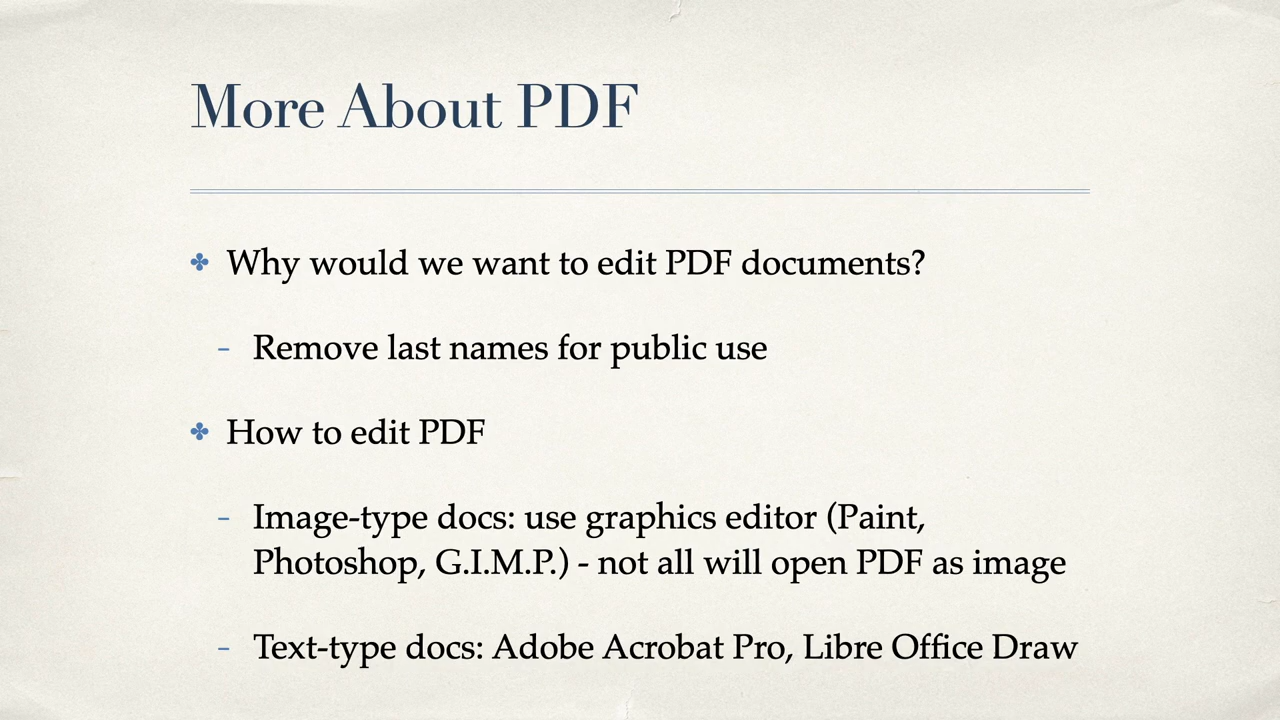 More About PDF
✤ Why would we want to edit PDF documents?
- Remove last names for public use
✤ How to edit PDF
- Image-type docs: use graphics editor (Paint,
Photoshop, G.I.M.P.) - not all will open PDF as image
- Text-type docs: Adobe Acrobat Pro, Libre Office Draw